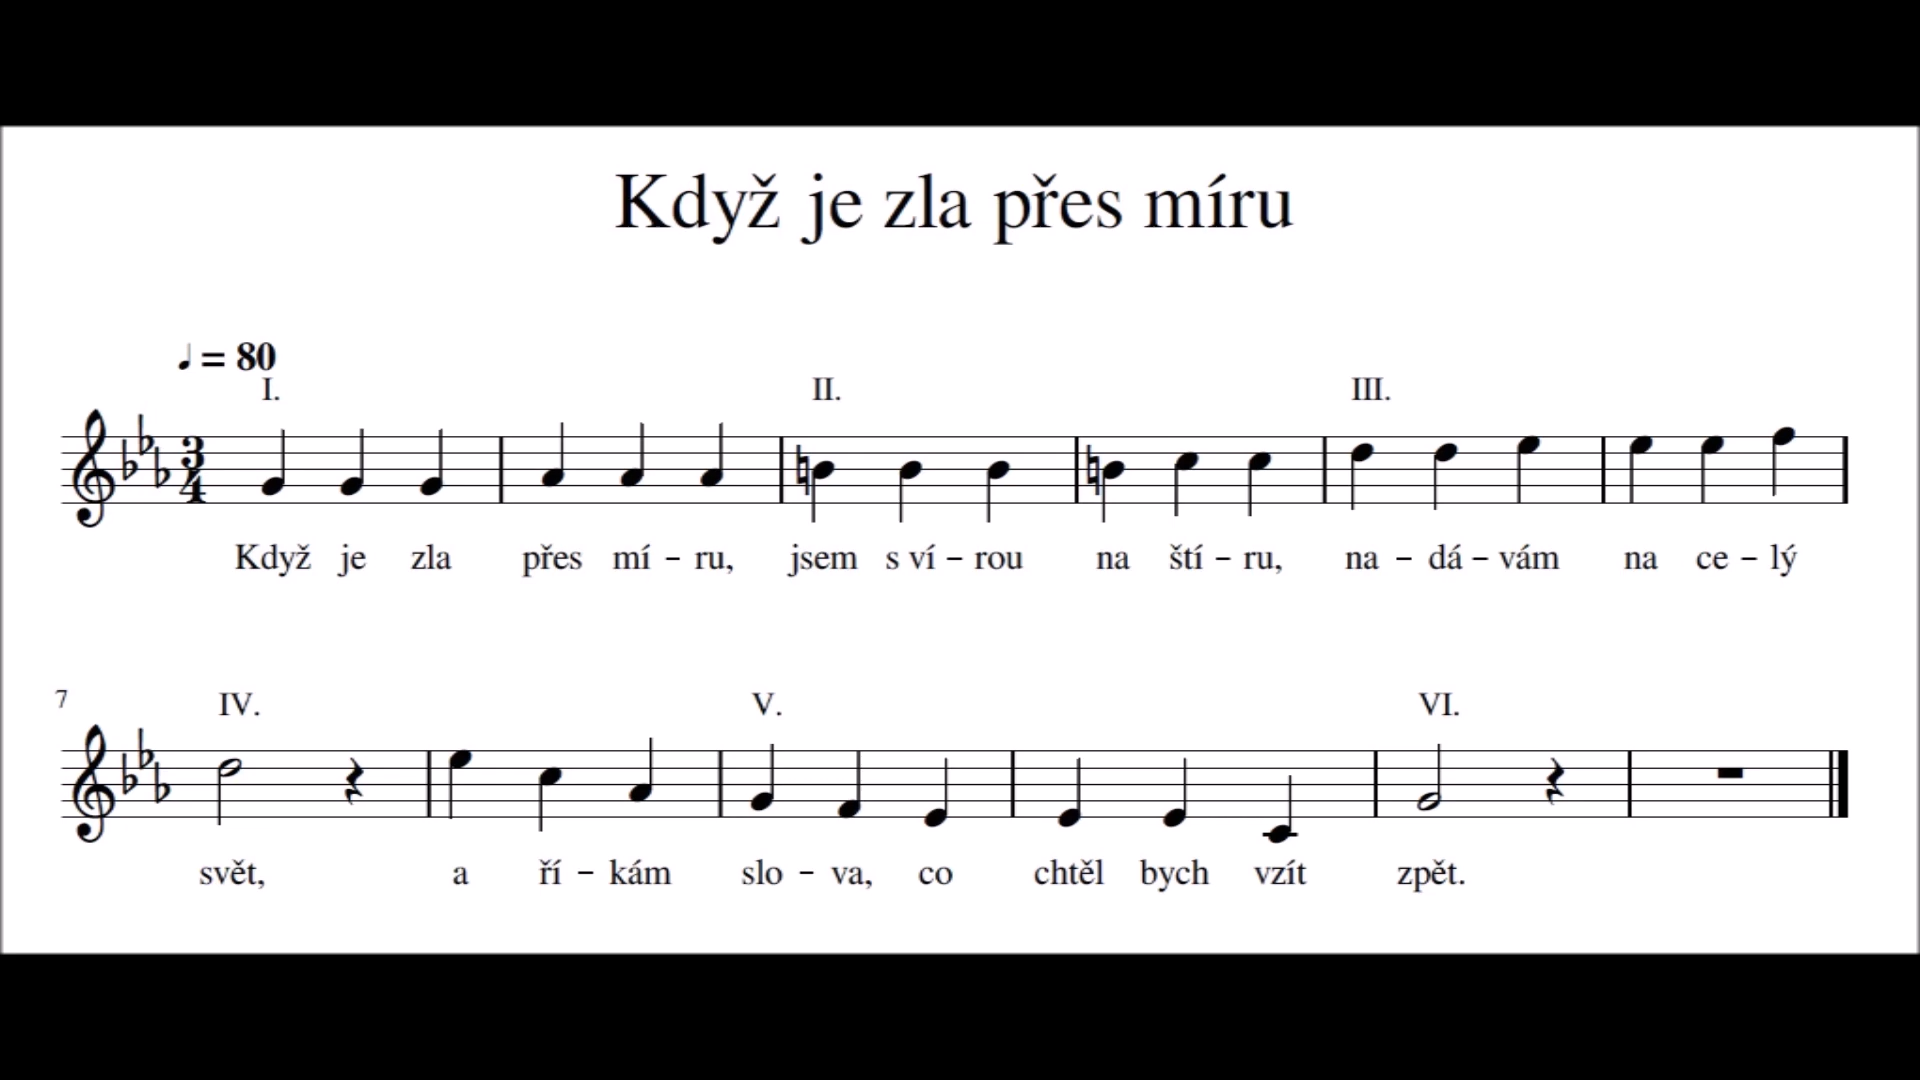 Když je zla přes míru
♩ = 80
I. II. III.
3
4
Když je zla přes mí – ru, jsem s ví – rou na ští – ru, na – dá – vám na ce – lý
7
IV. V. VI.
svět, a ří – kám slo – va, co chtěl bych vzít zpět.